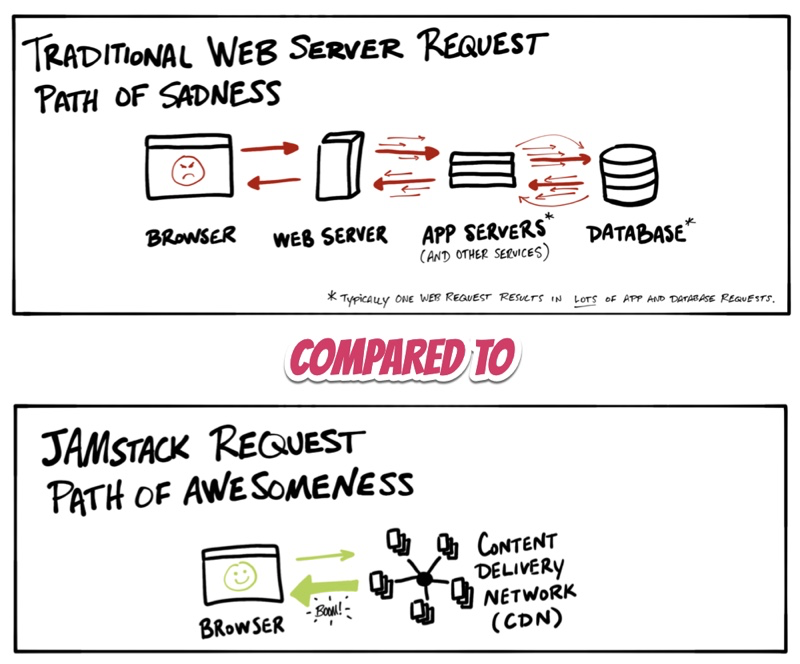 TRADITIONAL WEB SERVER REQUEST
PATH OF SADNESS
BROWSER
WEB SERVER
APP SERVERS*
(AND OTHER SERVICES)
DATABASE*
* TYPICALLY ONE WEB REQUEST RESULTS IN LOTS OF APP AND DATABASE REQUESTS.
COMPARED TO
JAMSTACK REQUEST
PATH OF AWESOMENESS
BROWSER
BOOM!
CONTENT
DELIVERY
NETWORK
(CDN)